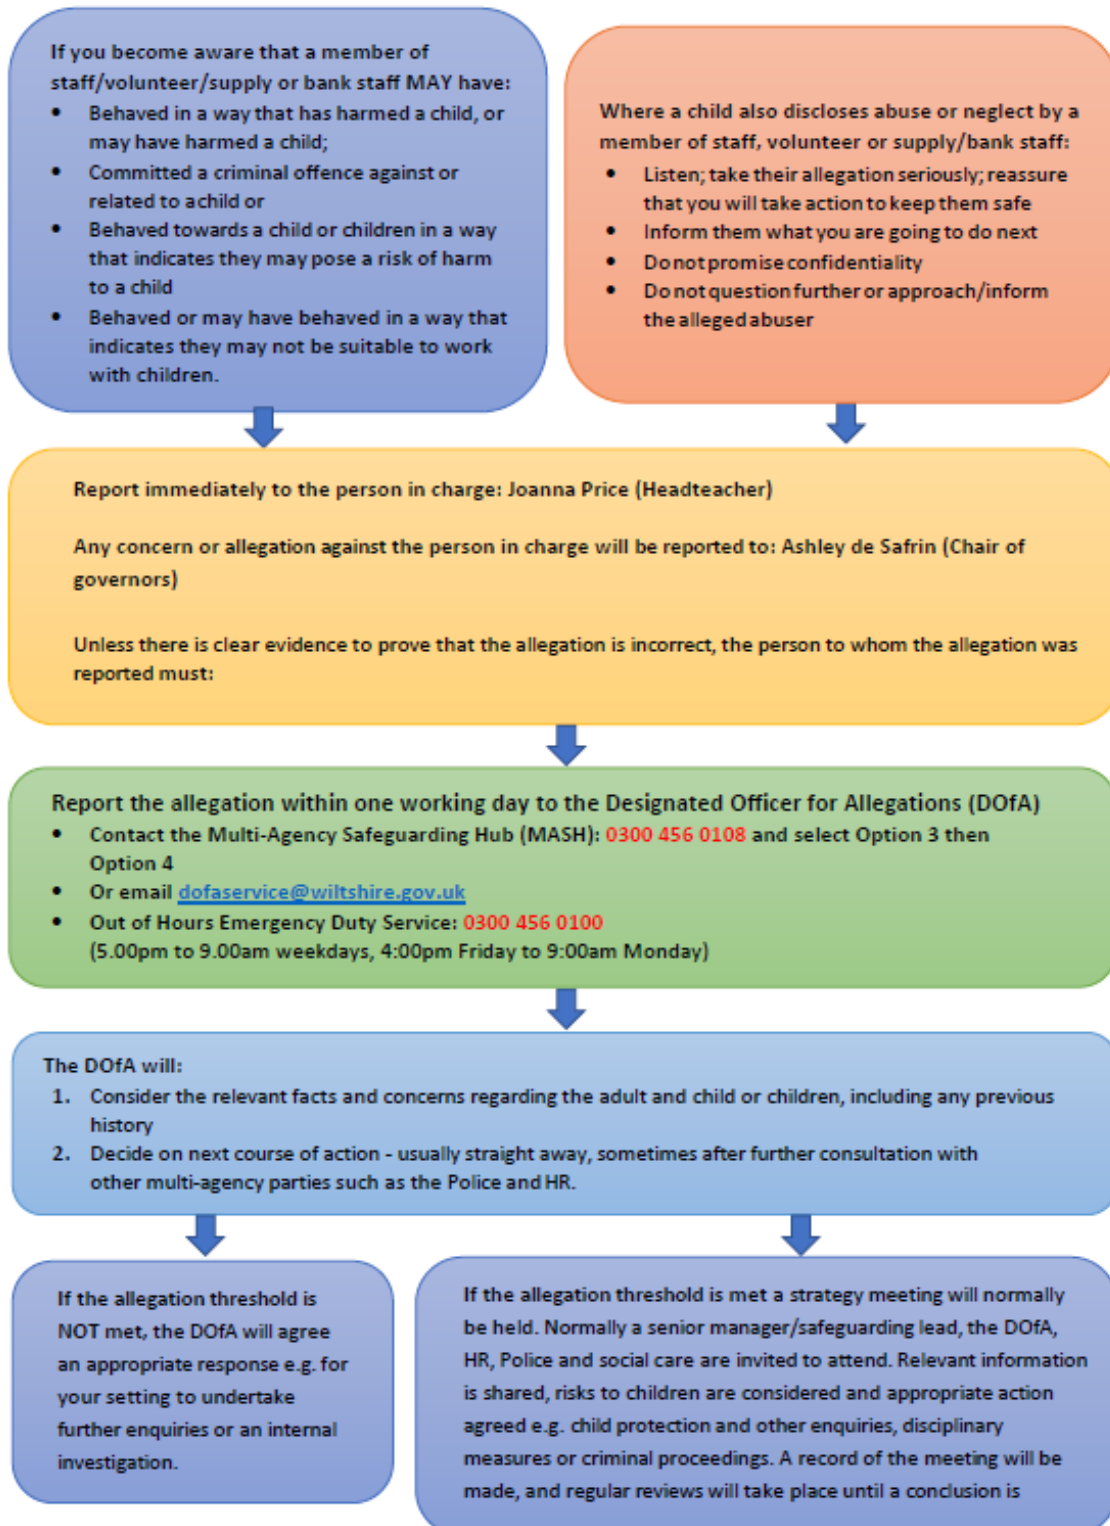 If you become aware that a member of
staff/volunteer/supply or bank staff MAY have:
• Behaved in a way that has harmed a child, or
may have harmed a child;
• Committed a criminal offence against or
related to achild or
• Behaved towards a child or children in a way
that indicates they may pose a risk of harm
to a child
• Behaved or may have behaved in a way that
indicates they may not be suitable to work
with children.
Where a child also discloses abuse or neglect by a
member of staff, volunteer or supply/bank staff:
• Listen; take their allegation seriously; reassure
that you will take action to keep them safe
• Inform them what you are going to do next
• Do not promise confidentiality
• Do not question further or approach/inform
the alleged abuser
Report immediately to the person in charge: Joanna Price (Headteacher)
Any concern or allegation against the person in charge will be reported to: Ashley de Safrin (Chair of
governors)
Unless there is clear evidence to prove that the allegation is incorrect, the person to whom the allegation was
reported must:
Report the allegation within one working day to the Designated Officer for Allegations (DOfA)
• Contact the Multi-Agency Safeguarding Hub (MASH): 0300 456 0108 and select Option 3 then
Option 4
• Or email dofaservice@wiltshire.gov.uk
• Out of Hours Emergency Duty Service: 0300 456 0100
(5.00pm to 9.00am weekdays, 4:00pm Friday to 9:00am Monday)
The DOfA will:
1. Consider the relevant facts and concerns regarding the adult and child or children, including any previous
history
2. Decide on next course of action - usually straight away, sometimes after further consultation with
other multi-agency parties such as the Police and HR.
If the allegation threshold is
NOT met, the DOfA will agree
an appropriate response e.g. for
your setting to undertake
further enquiries or an internal
investigation.
If the allegation threshold is met a strategy meeting will normally
be held. Normally a senior manager/safeguarding lead, the DOfA,
HR, Police and social care are invited to attend. Relevant information
is shared, risks to children are considered and appropriate action
agreed e.g. child protection and other enquiries, disciplinary
measures or criminal proceedings. A record of the meeting will be
made, and regular reviews will take place until a conclusion is